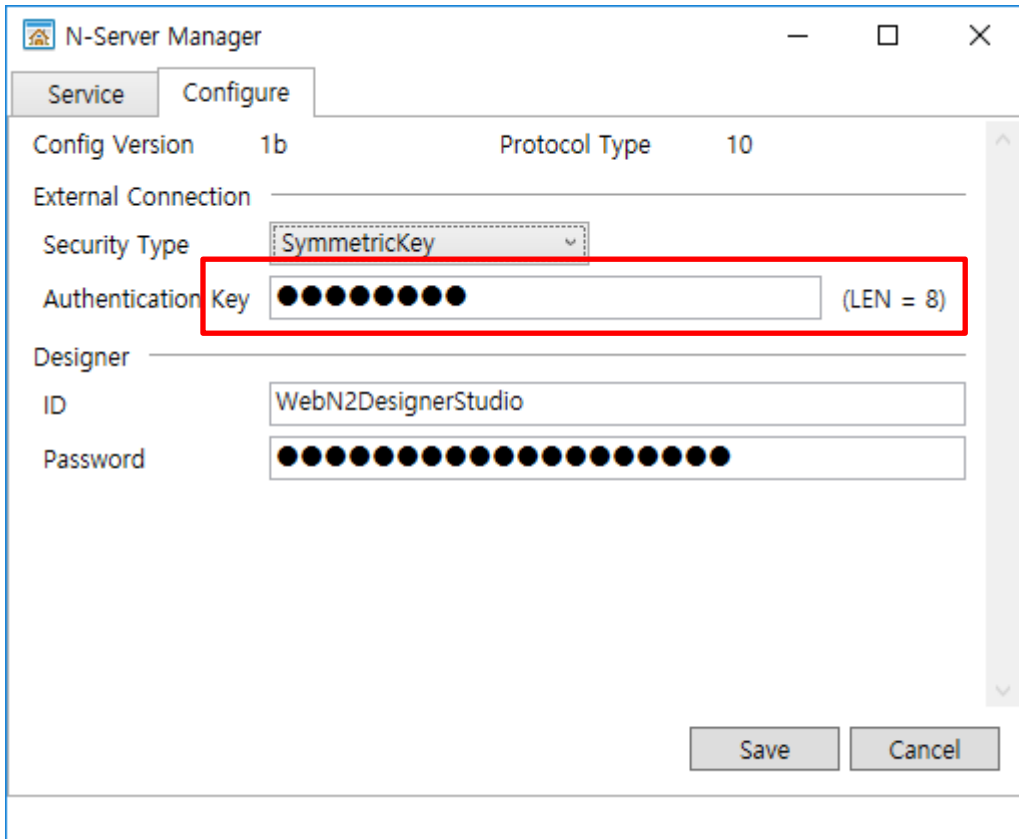 N-Server Manager
Service Configure
Config Version 1b Protocol Type 10
External Connection
Security Type SymmetricKey
Authentication Key ●●●●●●●● (LEN = 8)
Designer
ID WebN2DesignerStudio
Password ●●●●●●●●●●●●●●●●●●●
Save Cancel